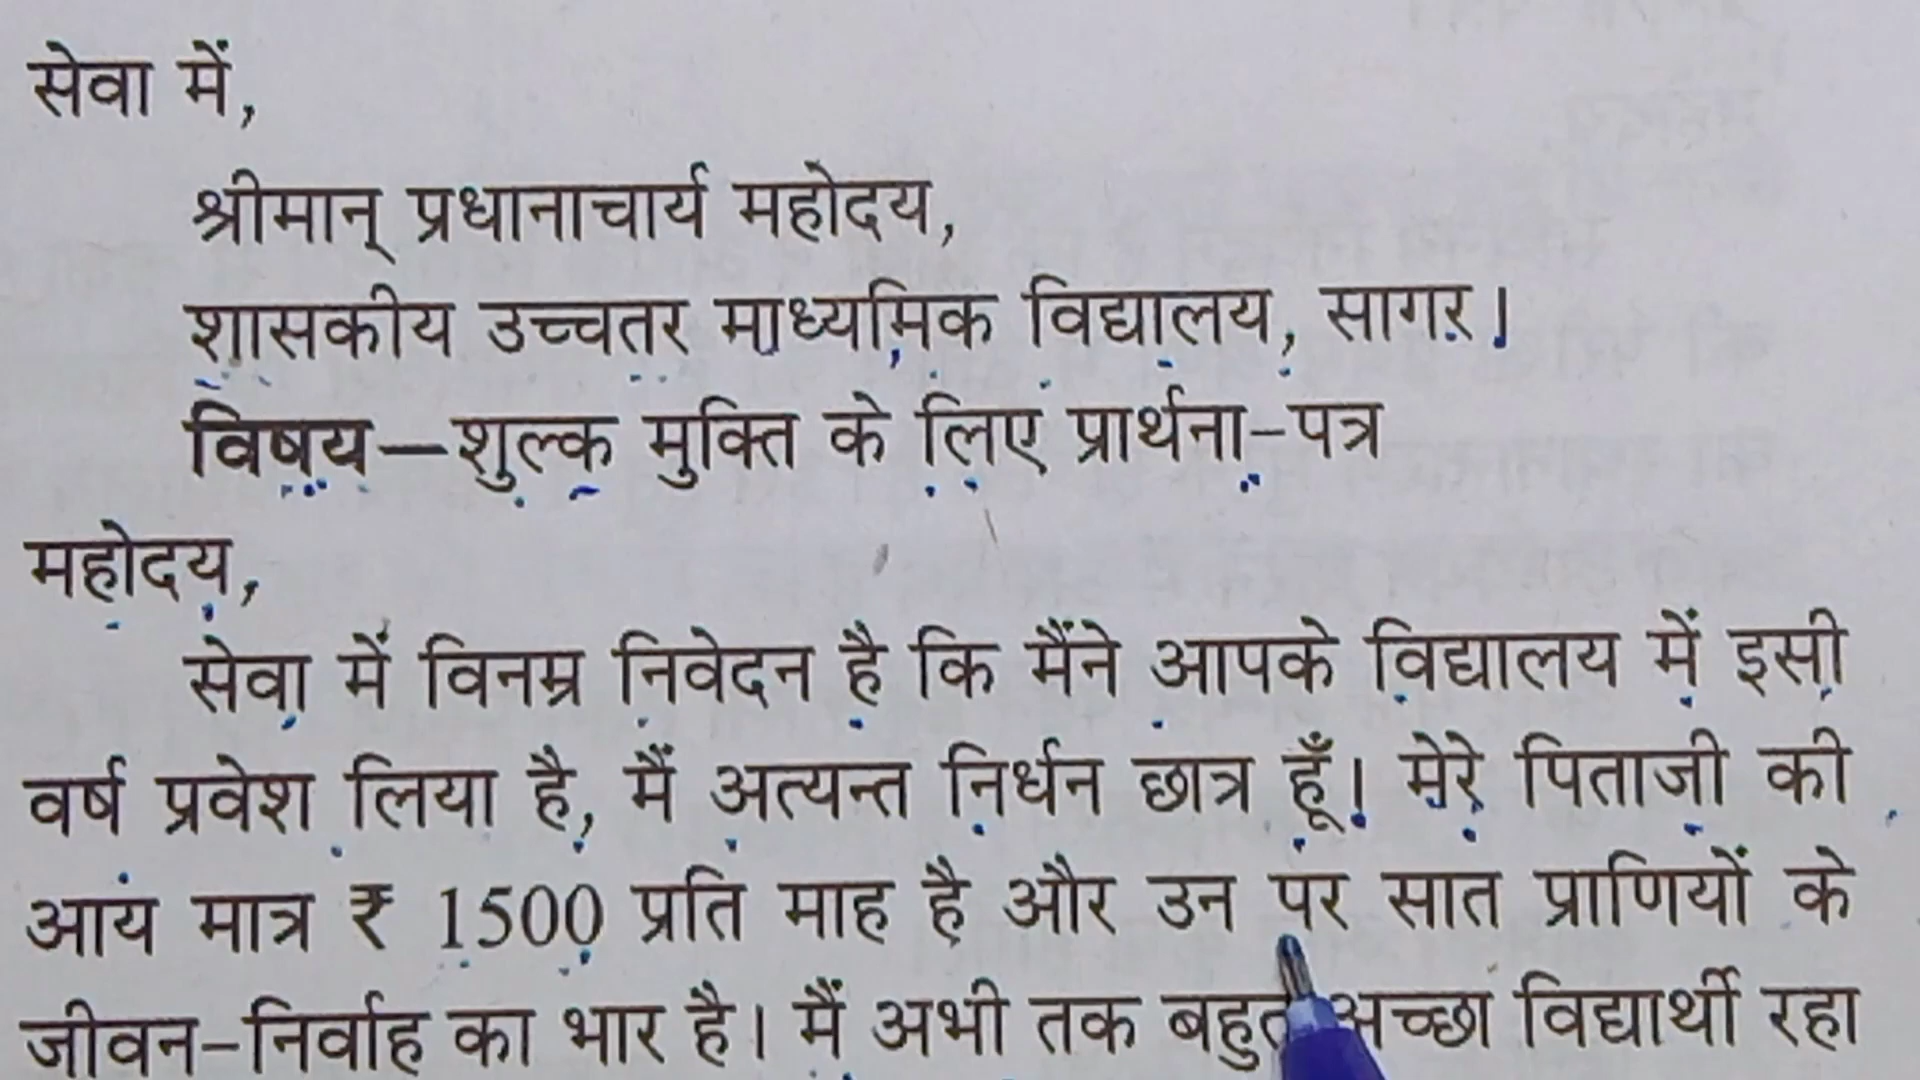 सेवा में,
श्रीमान् प्रधानाचार्य महोदय,
शासकीय उच्चतर माध्यमिक विद्यालय, सागर।
विषय—शुल्क मुक्ति के लिए प्रार्थना-पत्र
महोदय,
सेवा में विनम्र निवेदन है कि मैंने आपके विद्यालय में इसी
वर्ष प्रवेश लिया है, मैं अत्यन्त निर्धन छात्र हूँ। मेरे पिताजी की
आय मात्र ₹ 1500 प्रति माह है और उन पर सात प्राणियों के
जीवन-निर्वाह का भार है। मैं अभी तक बहुत अच्छा विद्यार्थी रहा